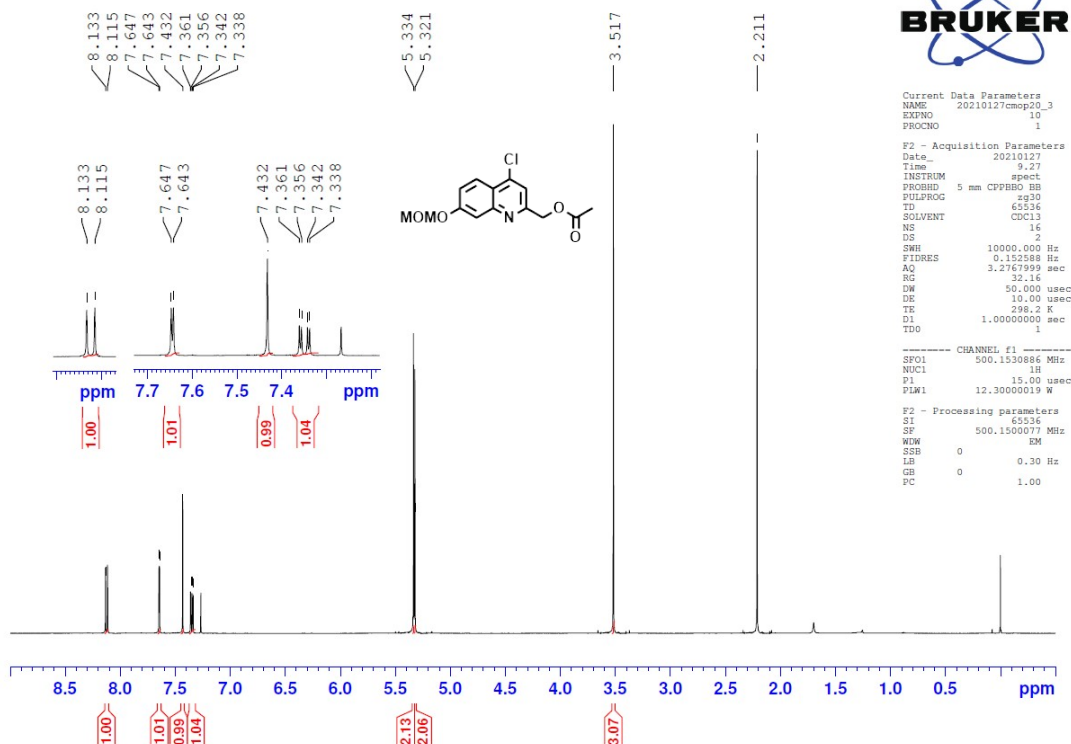 8.133
8.115
7.647
7.643
7.432
7.361
7.356
7.342
7.338
5.334
5.321
3.517
2.211
BRUKER
8.133
8.115
7.647
7.643
7.432
7.361
7.356
7.342
7.338
Cl
MOMO
N
O
O
ppm
7.7 7.6 7.5 7.4 ppm
1.00
1.01
0.99
1.04
Current Data Parameters
NAME 20210127cmop20_3
EXPNO 10
PROCNO 1
F2 - Acquisition Parameters
Date_ 20210127
Time 9.27
INSTRUM spect
PROBHD 5 mm CPPBBO BB
PULPROG zg30
TD 65536
SOLVENT CDCl3
NS 16
DS 2
SWH 10000.000 Hz
FIDRES 0.152588 Hz
AQ 3.2767999 sec
RG 32.16
DW 50.000 usec
DE 10.00 usec
TE 298.2 K
D1 1.00000000 sec
TD0 1
======== CHANNEL f1 ========
SFO1 500.1530886 MHz
NUC1 1H
P1 15.00 usec
PLW1 12.30000019 W
F2 - Processing parameters
SI 65536
SF 500.1500077 MHz
WDW EM
SSB 0
LB 0.30 Hz
GB 0
PC 1.00
8.5 8.0 7.5 7.0 6.5 6.0 5.5 5.0 4.5 4.0 3.5 3.0 2.5 2.0 1.5 1.0 0.5 ppm
1.00
1.01
0.99
1.04
2.13
2.06
3.07